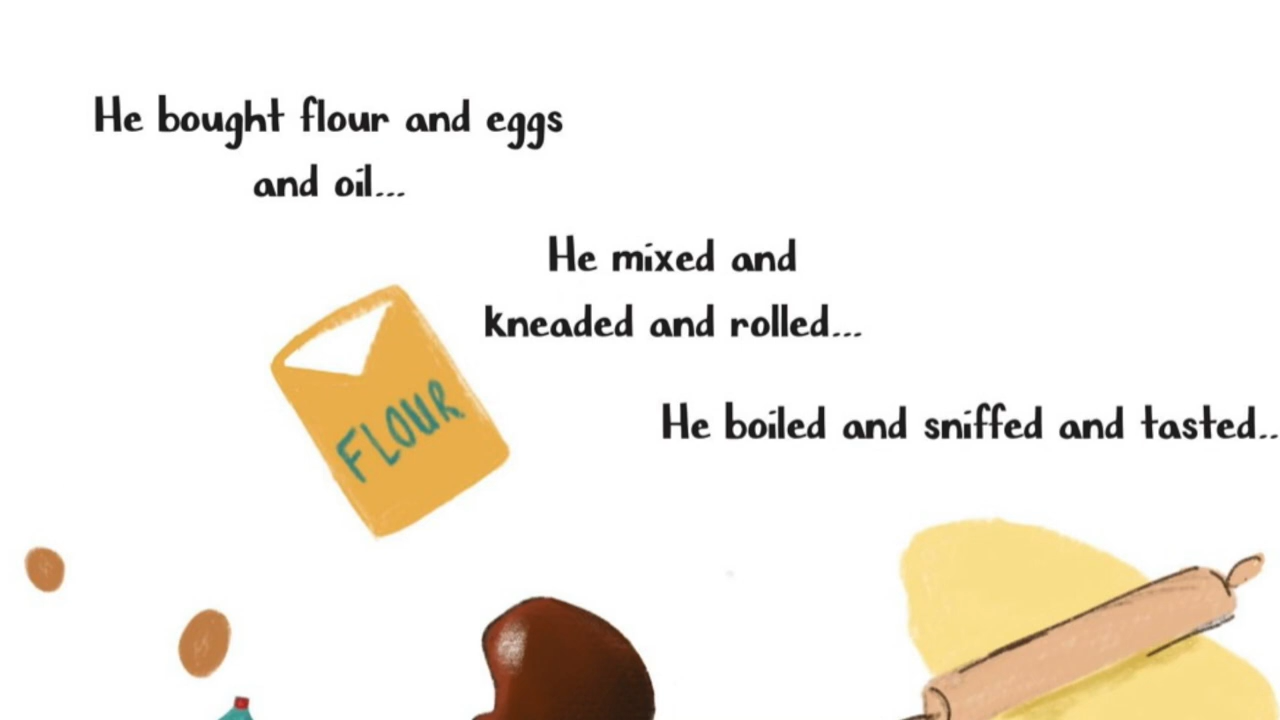 He bought flour and eggs
and oil...
He mixed and
kneaded and rolled...
FLOUR
He boiled and sniffed and tasted..